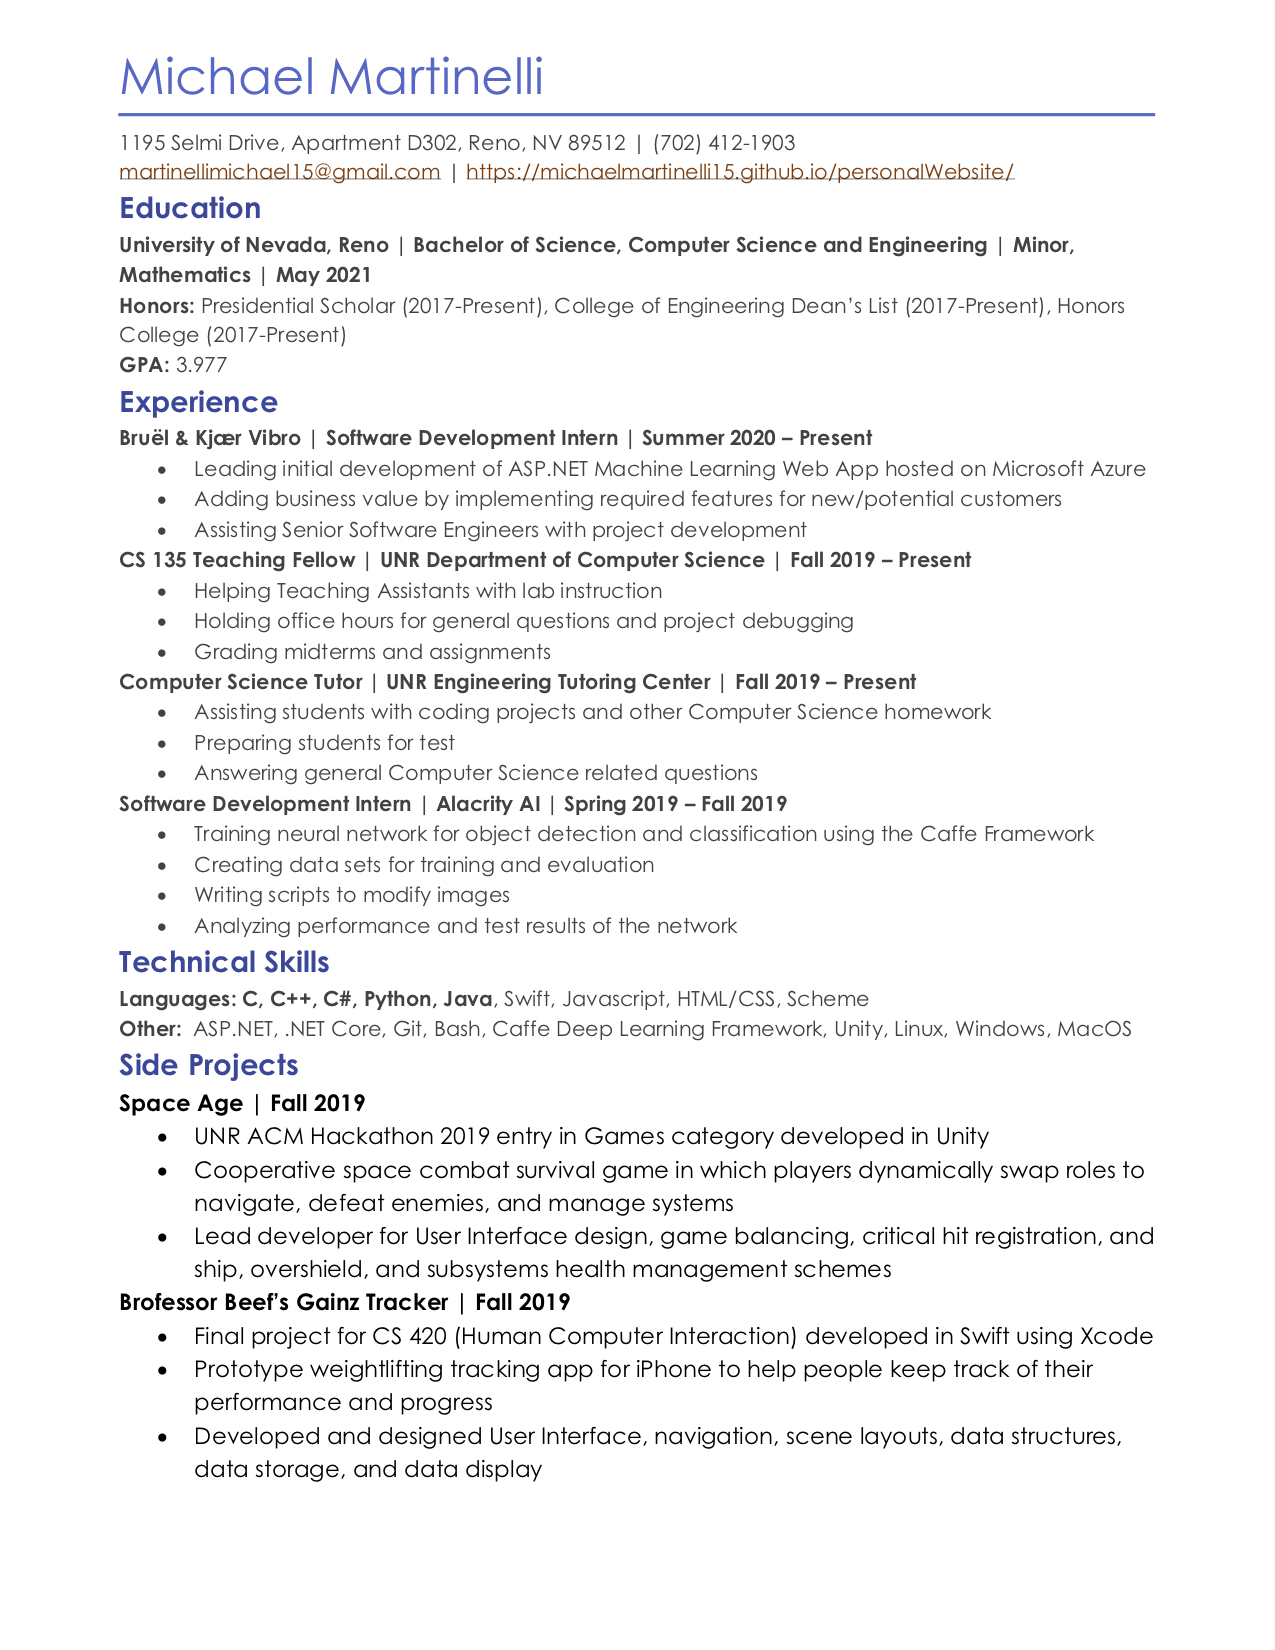 Michael Martinelli
1195 Selmi Drive, Apartment D302, Reno, NV 89512 | (702) 412-1903
martinellimichael15@gmail.com | https://michaelmartinelli15.github.io/personalWebsite/
Education
University of Nevada, Reno | Bachelor of Science, Computer Science and Engineering | Minor,
Mathematics | May 2021
Honors: Presidential Scholar (2017-Present), College of Engineering Dean’s List (2017-Present), Honors
College (2017-Present)
GPA: 3.977
Experience
Bruël & Kjær Vibro | Software Development Intern | Summer 2020 – Present
• Leading initial development of ASP.NET Machine Learning Web App hosted on Microsoft Azure
• Adding business value by implementing required features for new/potential customers
• Assisting Senior Software Engineers with project development
CS 135 Teaching Fellow | UNR Department of Computer Science | Fall 2019 – Present
• Helping Teaching Assistants with lab instruction
• Holding office hours for general questions and project debugging
• Grading midterms and assignments
Computer Science Tutor | UNR Engineering Tutoring Center | Fall 2019 – Present
• Assisting students with coding projects and other Computer Science homework
• Preparing students for test
• Answering general Computer Science related questions
Software Development Intern | Alacrity AI | Spring 2019 – Fall 2019
• Training neural network for object detection and classification using the Caffe Framework
• Creating data sets for training and evaluation
• Writing scripts to modify images
• Analyzing performance and test results of the network
Technical Skills
Languages: C, C++, C#, Python, Java, Swift, Javascript, HTML/CSS, Scheme
Other: ASP.NET, .NET Core, Git, Bash, Caffe Deep Learning Framework, Unity, Linux, Windows, MacOS
Side Projects
Space Age | Fall 2019
• UNR ACM Hackathon 2019 entry in Games category developed in Unity
• Cooperative space combat survival game in which players dynamically swap roles to
navigate, defeat enemies, and manage systems
• Lead developer for User Interface design, game balancing, critical hit registration, and
ship, overshield, and subsystems health management schemes
Brofessor Beef’s Gainz Tracker | Fall 2019
• Final project for CS 420 (Human Computer Interaction) developed in Swift using Xcode
• Prototype weightlifting tracking app for iPhone to help people keep track of their
performance and progress
• Developed and designed User Interface, navigation, scene layouts, data structures,
data storage, and data display